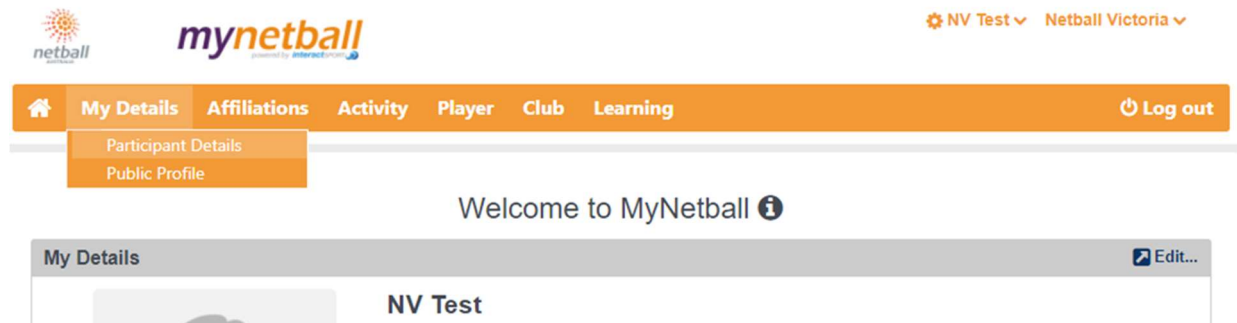 NV Test Netball Victoria
netball
AUSTRALIA
mynetball
powered by interactsport
My Details Affiliations Activity Player Club Learning Log out
Participant Details
Public Profile
Welcome to MyNetball
My Details Edit...
NV Test